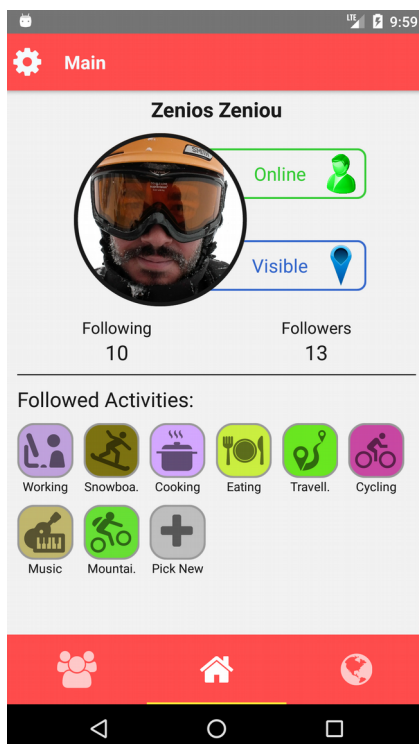 LTE 9:59
Main
Zenios Zeniou
Online
Visible
Following Followers
10 13
Followed Activities:
Working Snowboa. Cooking Eating Travell. Cycling
Music Mountai. Pick New